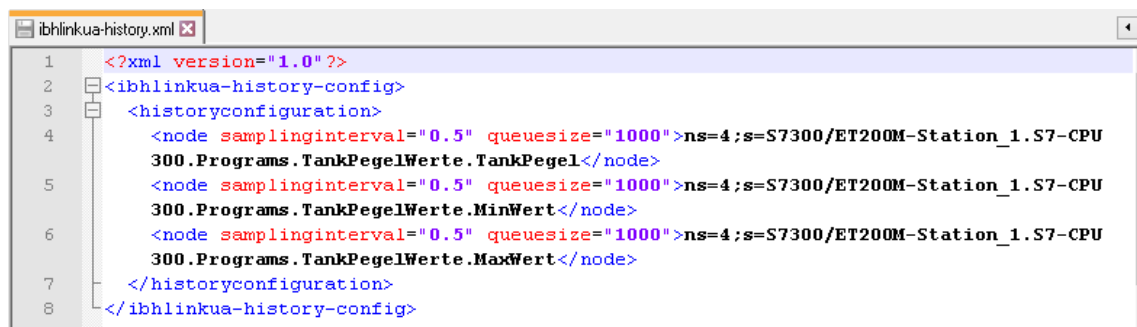 ibhlinkua-history.xml
1 <?xml version="1.0"?>
2 <ibhlinkua-history-config>
3 <historyconfiguration>
4 <node samplinginterval="0.5" queuesize="1000">ns=4;s=S7300/ET200M-Station_1.S7-CPU
300.Programs.TankPegelWerte.TankPegel</node>
5 <node samplinginterval="0.5" queuesize="1000">ns=4;s=S7300/ET200M-Station_1.S7-CPU
300.Programs.TankPegelWerte.MinWert</node>
6 <node samplinginterval="0.5" queuesize="1000">ns=4;s=S7300/ET200M-Station_1.S7-CPU
300.Programs.TankPegelWerte.MaxWert</node>
7 </historyconfiguration>
8 </ibhlinkua-history-config>